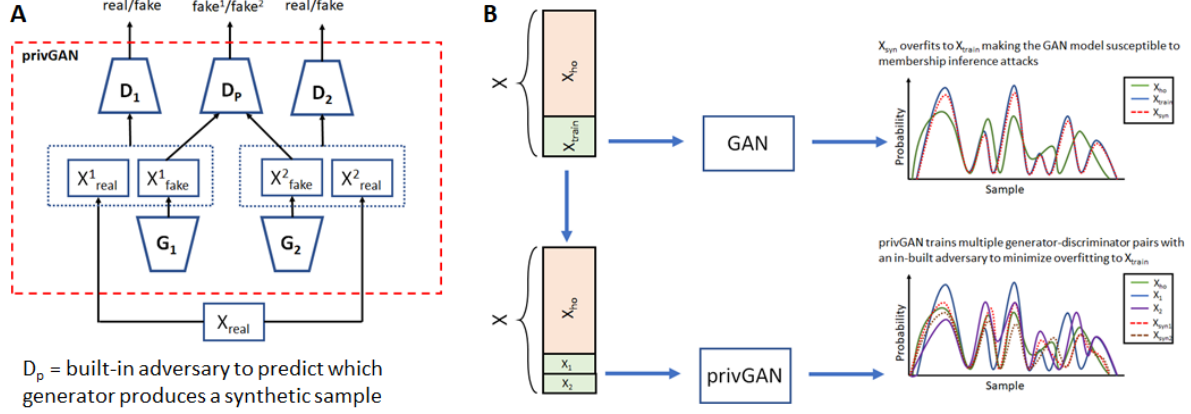 A
real/fake
fake¹/fake²
real/fake
privGAN
D₁
Dₚ
D₂
X¹real
X¹fake
X²fake
X²real
G₁
G₂
Xreal
Dₚ = built-in adversary to predict which
generator produces a synthetic sample
B
X
Xho
Xtrain
GAN
Xsyn overfits to Xtrain making the GAN model susceptible to
membership inference attacks
Probability
Sample
Xho
Xtrain
Xsyn
X
Xho
X₁
X₂
privGAN
privGAN trains multiple generator-discriminator pairs with
an in-built adversary to minimize overfitting to Xtrain
Probability
Sample
Xho
X₁
X₂
Xsyn1
Xsyn2